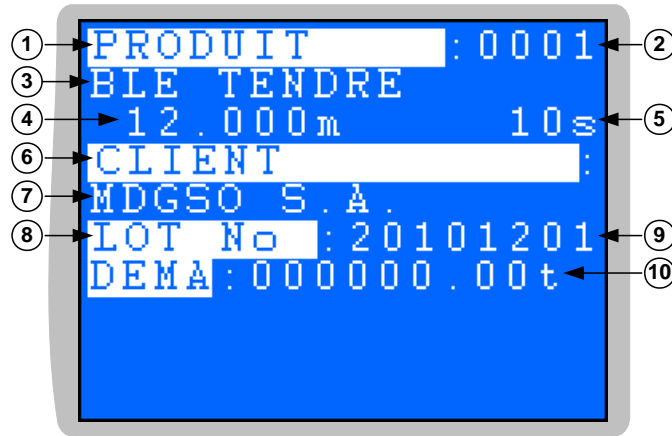 1 PRODUIT :0001 2
3 BLE TENDRE
4 12.000m 10s 5
6 CLIENT :
7 MDGSO S.A.
8 LOT No :20101201 9
DEMA:000000.00t 10